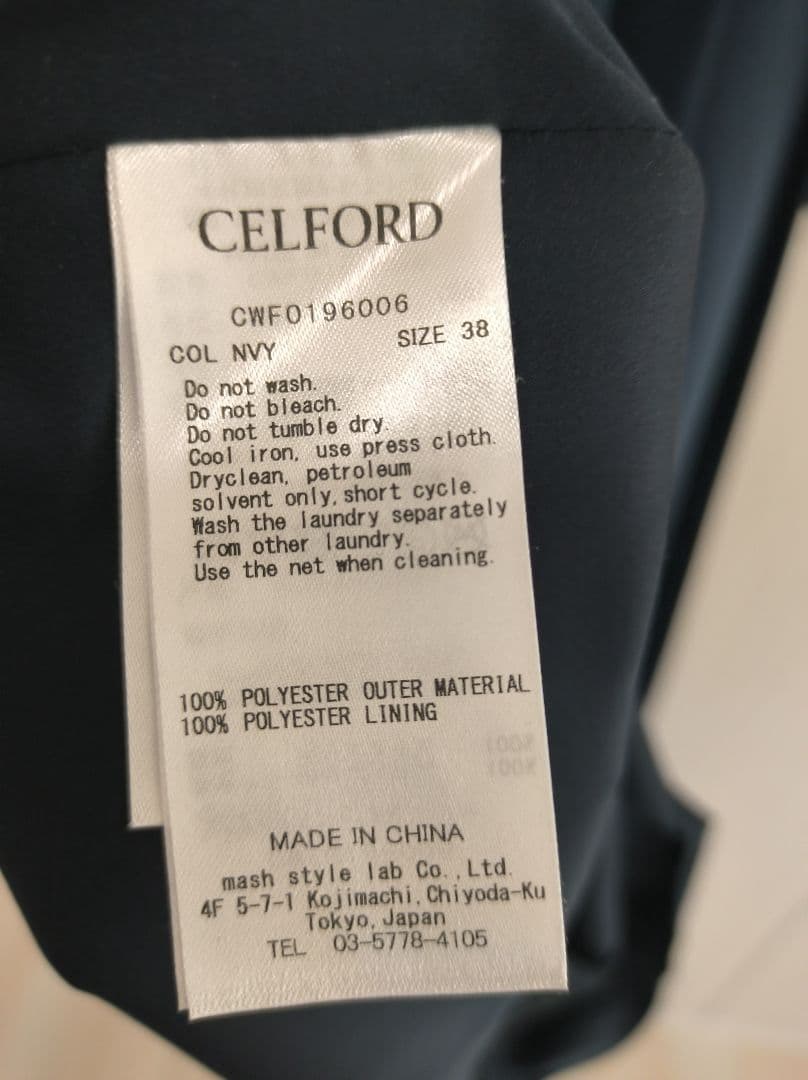 CELFORD
CWFO196006
COL NVY SIZE 38
Do not wash.
Do not bleach.
Do not tumble dry.
Cool iron, use press cloth.
Dryclean, petroleum
solvent only, short cycle.
Wash the laundry separately
from other laundry.
Use the net when cleaning.
100% POLYESTER OUTER MATERIAL
100% POLYESTER LINING
MADE IN CHINA
mash style lab Co.,Ltd.
4F 5-7-1 Kojimachi, Chiyoda-Ku
Tokyo, Japan
TEL 03-5778-4105